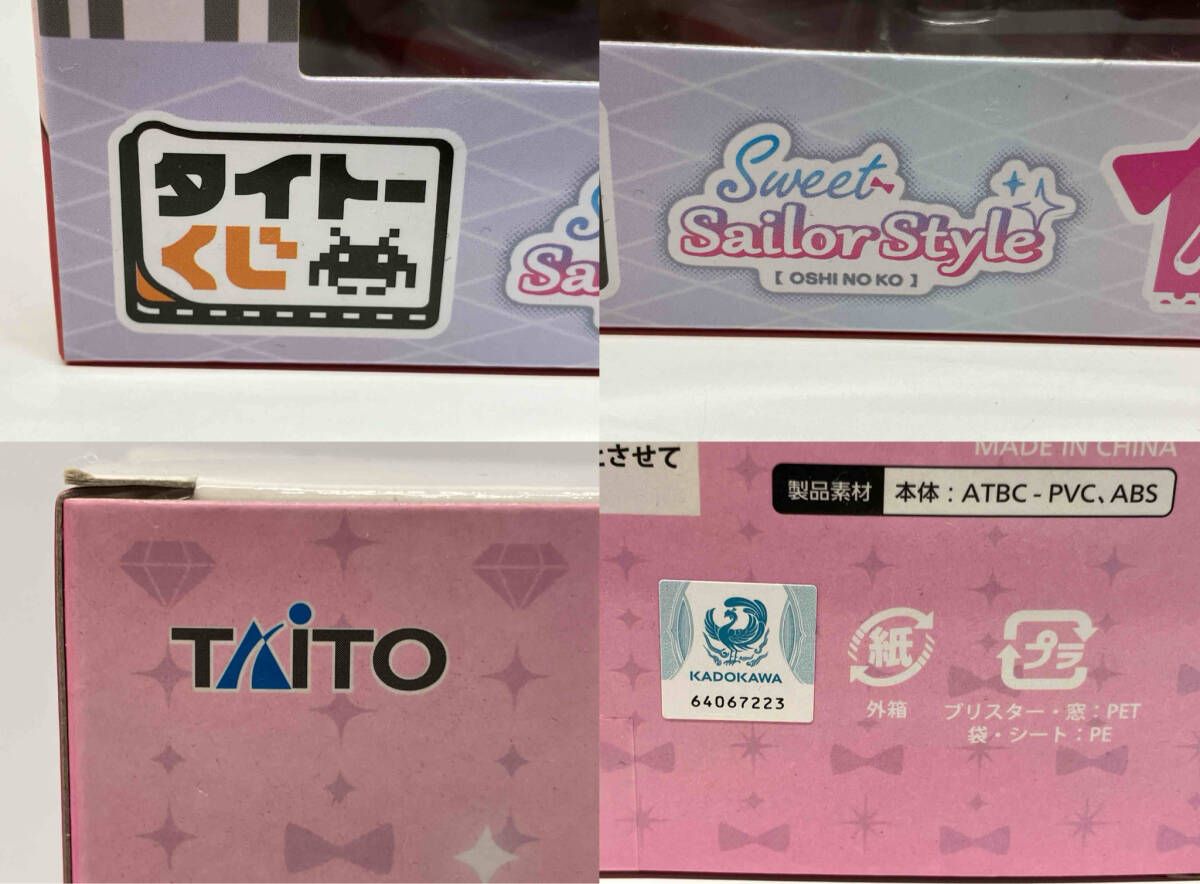 タイトー
くじ
Sweet
Sa
Sweet
Sailor Style
【 OSHI NO KO 】
TAITO
させて
MADE IN CHINA
製品素材 本体：ATBC-PVC、ABS
KADOKAWA
64067223
紙
外箱
プラ
ブリスター・窓：PET
袋・シート：PE